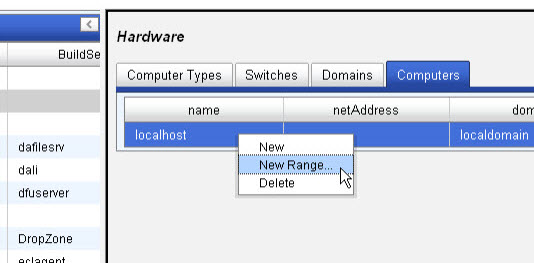 Hardware
BuildSe
Computer Types Switches Domains Computers
name netAddress dom
localhost localdomain
New
New Range...
Delete
dafilesrv
dali
dfuserver
DropZone
eclagent